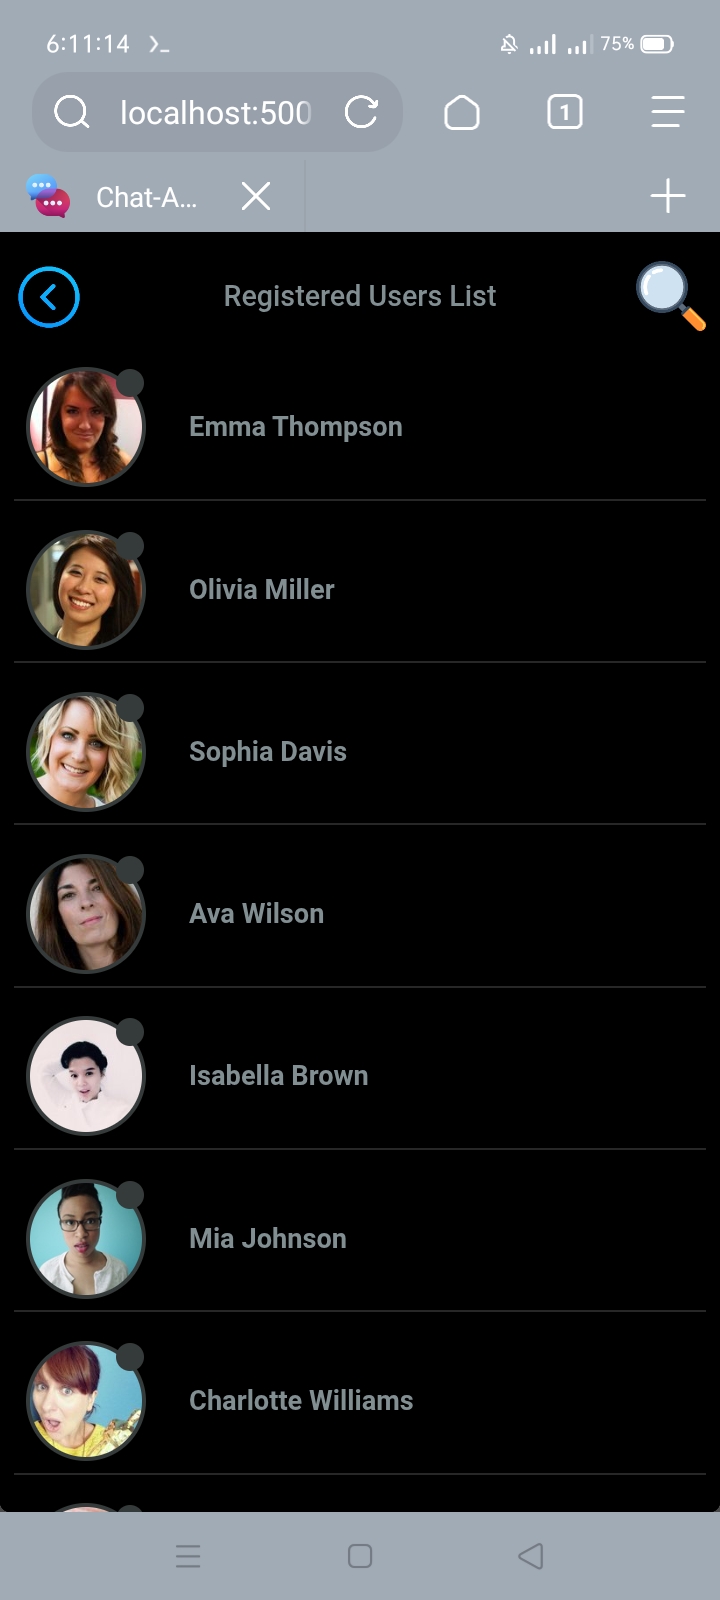 6:11:14
75%
localhost:500
1
Chat-A...
Registered Users List
Emma Thompson
Olivia Miller
Sophia Davis
Ava Wilson
Isabella Brown
Mia Johnson
Charlotte Williams